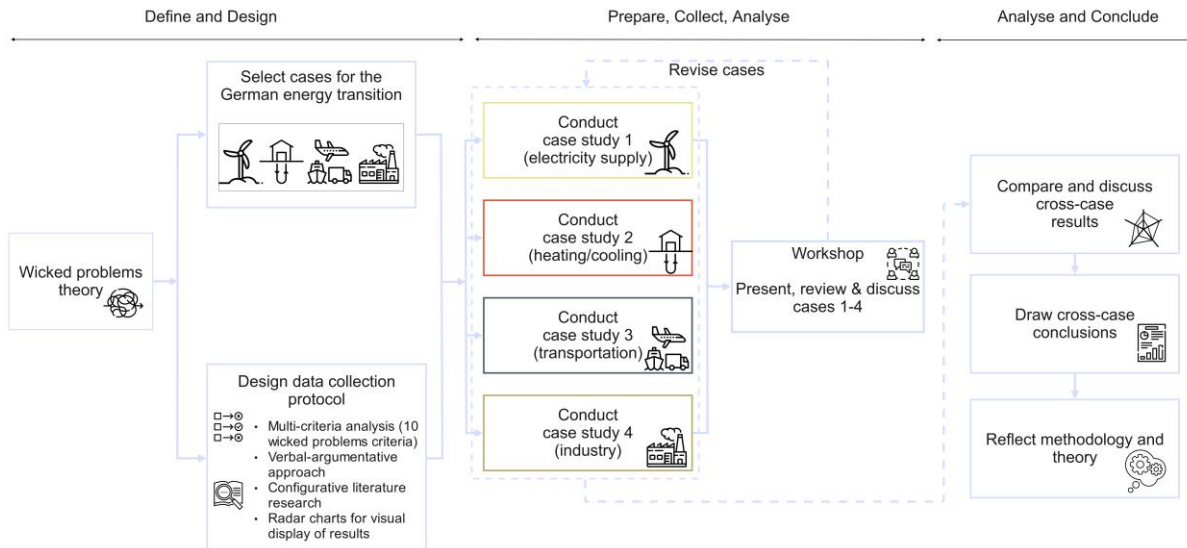 Define and Design
Prepare, Collect, Analyse
Analyse and Conclude
Select cases for the
German energy transition
Wicked problems
theory
Design data collection
protocol
• Multi-criteria analysis (10
wicked problems criteria)
• Verbal-argumentative
approach
• Configurative literature
research
• Radar charts for visual
display of results
Revise cases
Conduct
case study 1
(electricity supply)
Conduct
case study 2
(heating/cooling)
Conduct
case study 3
(transportation)
Conduct
case study 4
(industry)
Workshop
Present, review & discuss
cases 1-4
Compare and discuss
cross-case
results
Draw cross-case
conclusions
Reflect methodology and
theory